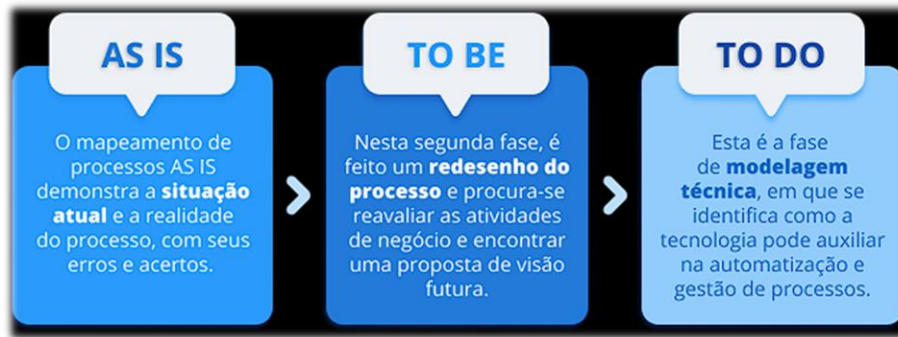 AS IS
O mapeamento de
processos AS IS
demonstra a situação
atual e a realidade
do processo, com seus
erros e acertos.
TO BE
Nesta segunda fase, é
feito um redesenho do
processo e procura-se
reavaliar as atividades
de negócio e encontrar
uma proposta de visão
futura.
TO DO
Esta é a fase
de modelagem
técnica, em que se
identifica como a
tecnologia pode auxiliar
na automatização e
gestão de processos.